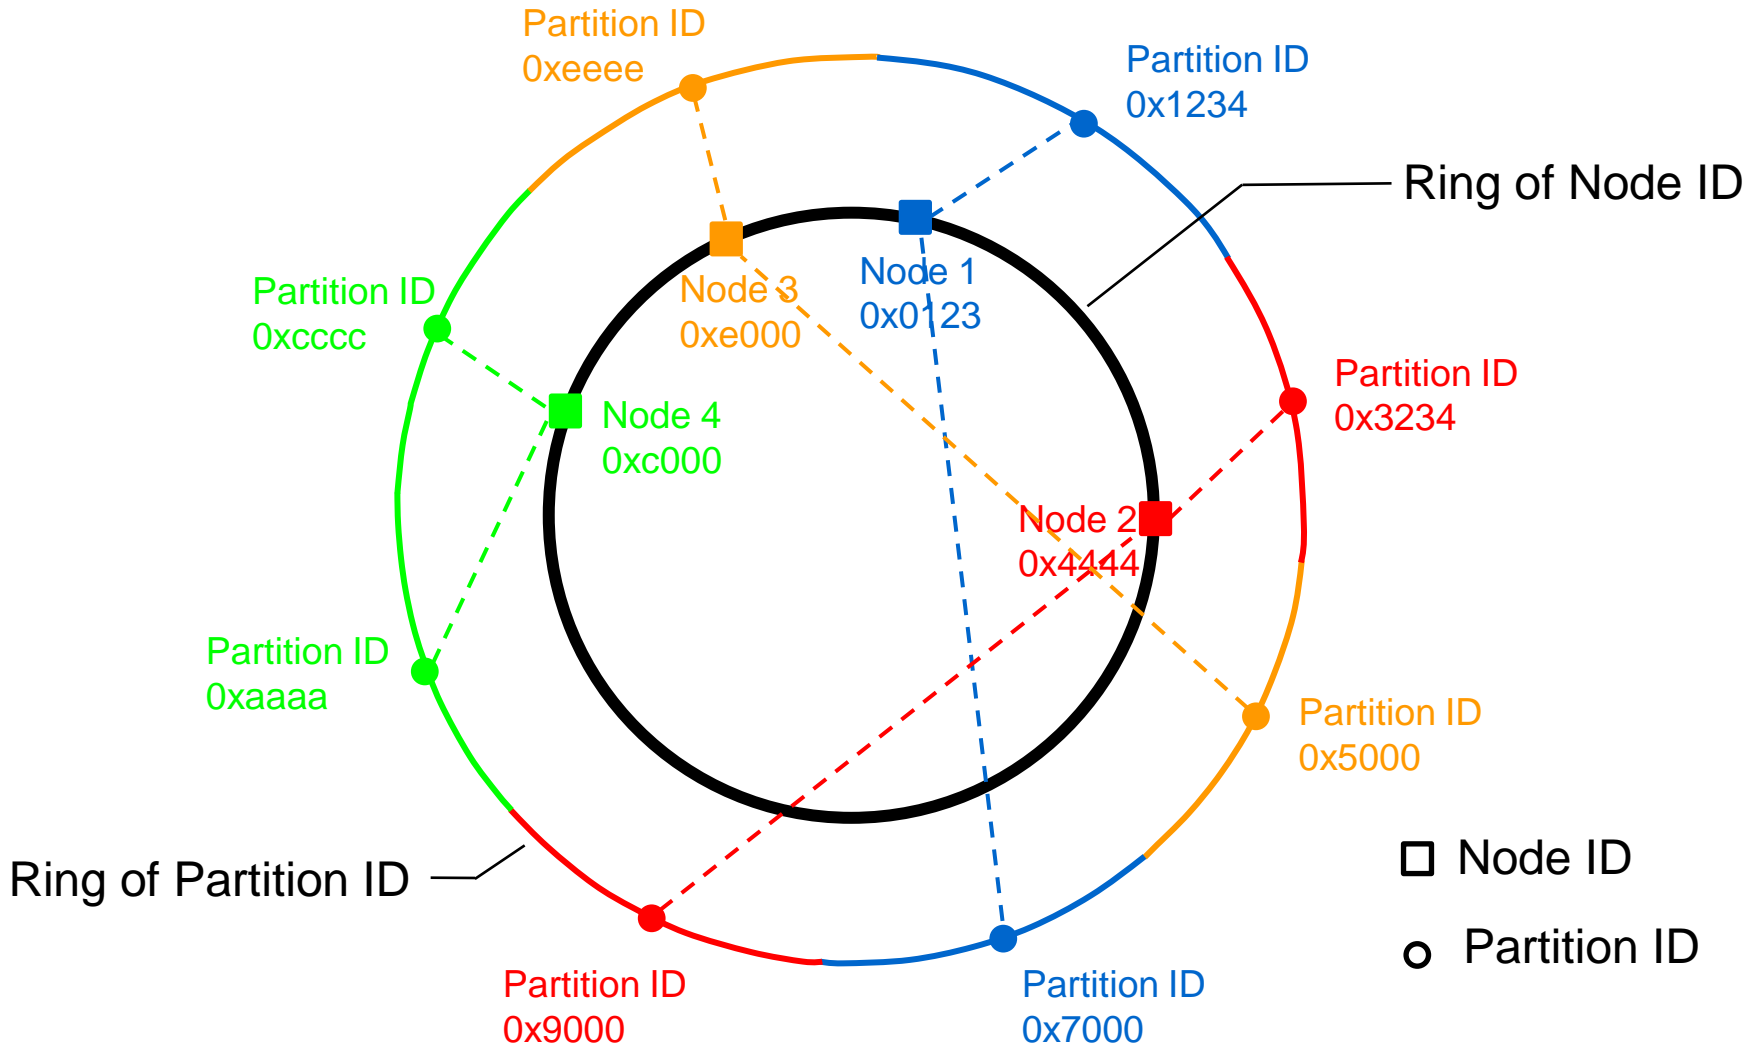 Partition ID
0xeeee
Partition ID
0x1234
Ring of Node ID
Node 1
0x0123
Node 3
0xe000
Partition ID
0xcccc
Partition ID
0x3234
Node 4
0xc000
Node 2
0x4444
Partition ID
0xaaaa
Partition ID
0x5000
Ring of Partition ID
Node ID
Partition ID
Partition ID
0x9000
Partition ID
0x7000